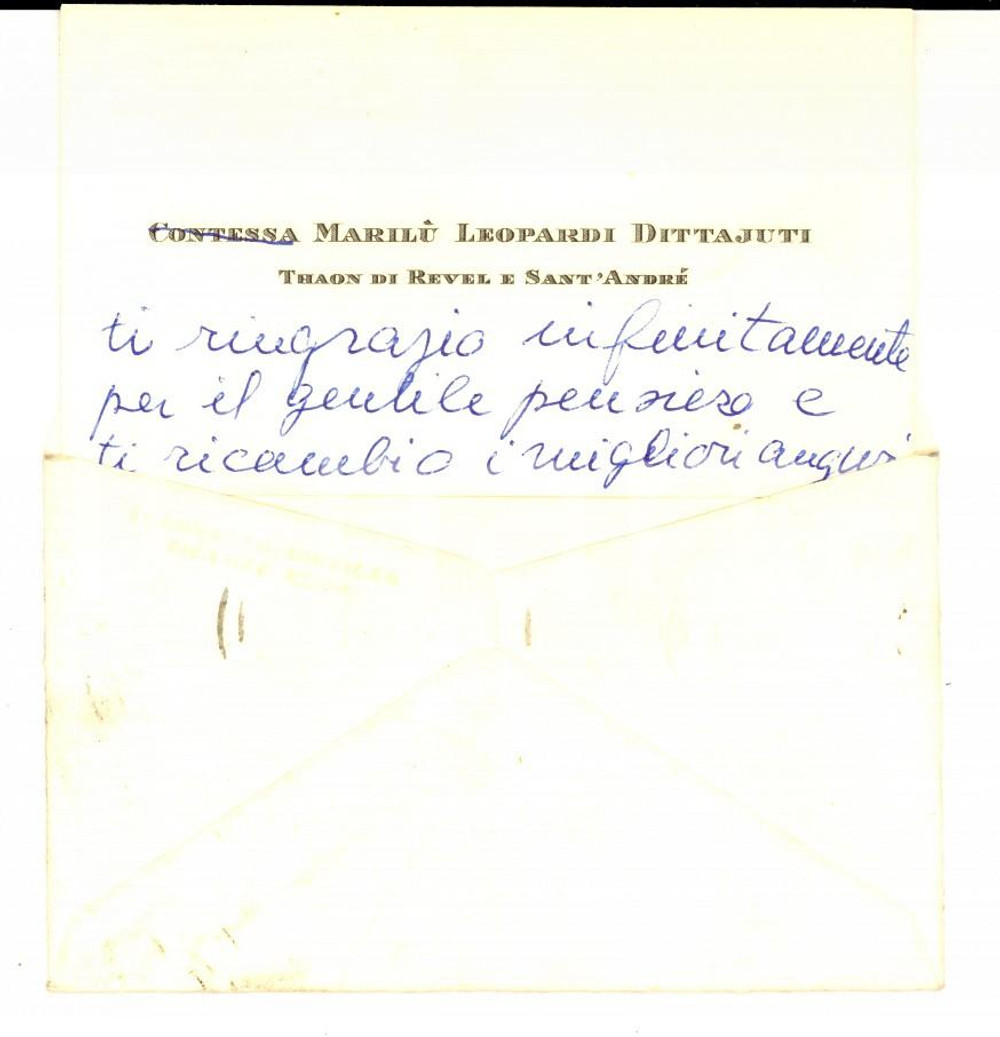 CONTESSA MARILÙ LEOPARDI DITTAJUTI
THAON DI REVEL E SANT'ANDRÉ
ti ringrazio infinitamente
per il gentile pensiero e
ti ricambio i migliori auguri